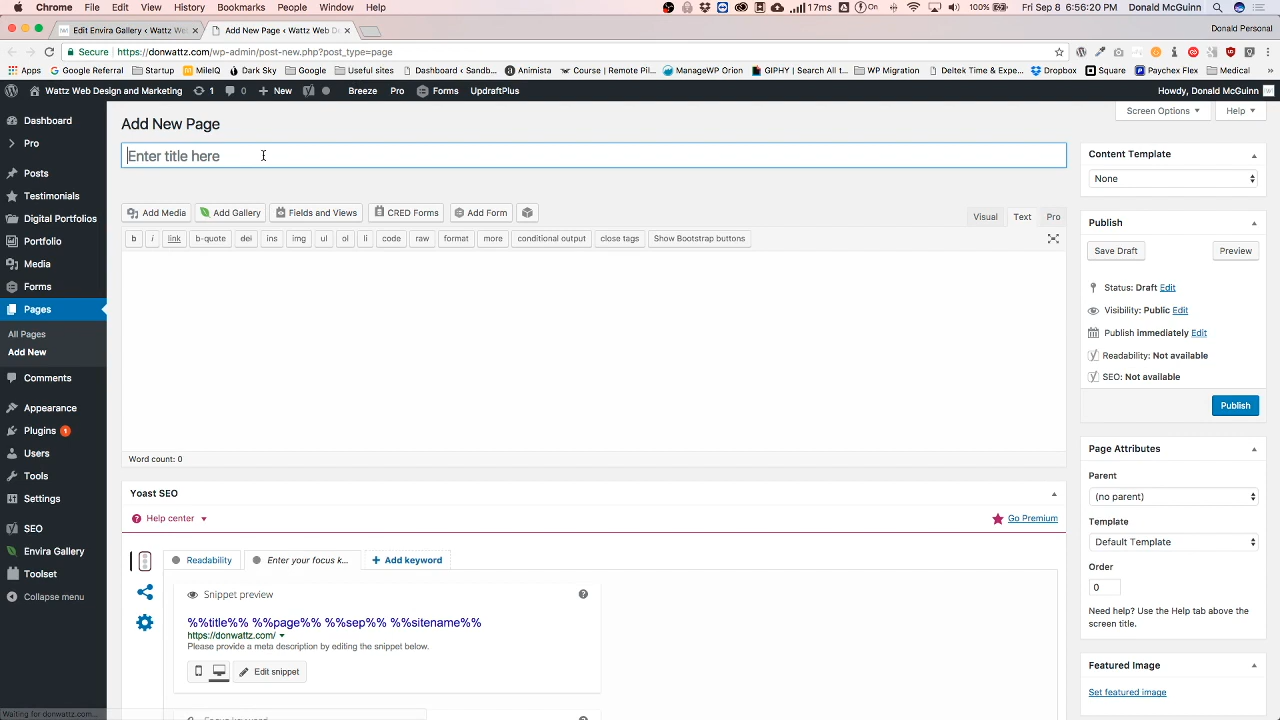 Chrome File Edit View History Bookmarks People Window Help 17ms On 100% Fri Sep 8 6:56:20 PM Donald McGuinn
Edit Envira Gallery ‹ Wattz We Add New Page ‹ Wattz Web D Donald Personal
Secure https://donwattz.com/wp-admin/post-new.php?post_type=page
Apps Google Referral Startup MileIQ Dark Sky Google Useful sites Dashboard ‹ Sandb... Animista Course | Remote Pil... ManageWP Orion GIPHY | Search All... WP Migration Deltek Time & Expe... Dropbox Square Paychex Flex Medical
Wattz Web Design and Marketing 1 0 New Breeze Pro Forms UpdraftPlus Howdy, Donald McGuinn
Screen Options Help
Add New Page
Enter title here
Add Media Add Gallery Fields and Views CRED Forms Add Form Visual Text Pro
b i link b-quote del ins img ul ol li code raw format more conditional output close tags Show Bootstrap buttons
Word count: 0
Yoast SEO
Help center Go Premium
Readability Enter your focus k... Add keyword
Snippet preview
%%title%% %%page%% %%sep%% %%sitename%%
https://donwattz.com/
Please provide a meta description by editing the snippet below.
Edit snippet
Focus keyword
Dashboard
Pro
Posts
Testimonials
Digital Portfolios
Portfolio
Media
Forms
Pages
All Pages
Add New
Comments
Appearance
Plugins 1
Users
Tools
Settings
SEO
Envira Gallery
Toolset
Collapse menu
Waiting for donwattz.com...
Content Template
None
Publish
Save Draft Preview
Status: Draft Edit
Visibility: Public Edit
Publish immediately Edit
Readability: Not available
SEO: Not available
Publish
Page Attributes
Parent
(no parent)
Template
Default Template
Order
0
Need help? Use the Help tab above the
screen title.
Featured Image
Set featured image